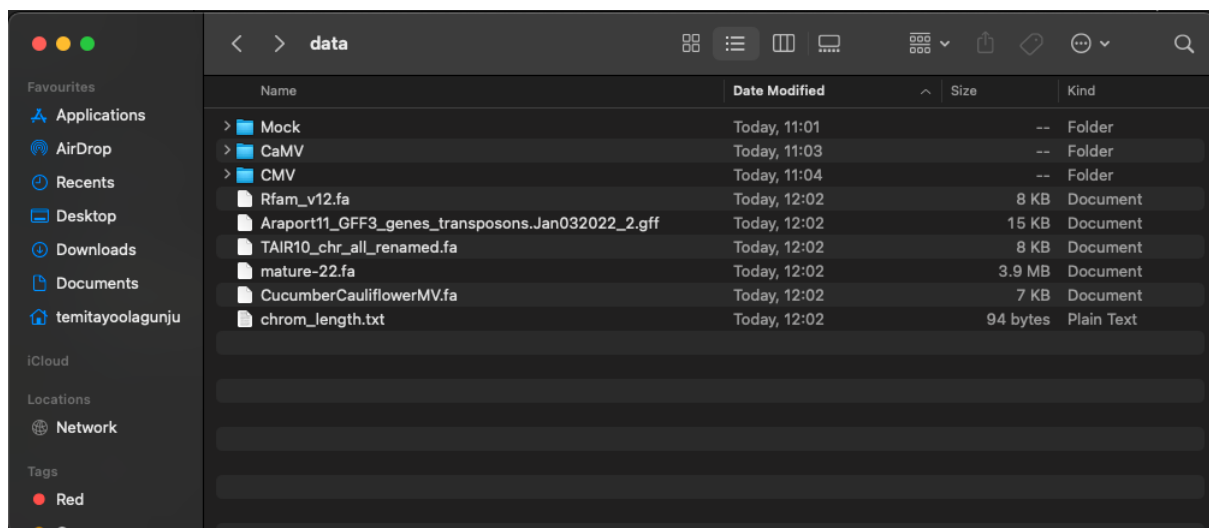 data
Favourites
Applications
AirDrop
Recents
Desktop
Downloads
Documents
temitayoolagunju
iCloud
Locations
Network
Tags
Red
Name Date Modified Size Kind
Mock Today, 11:01 -- Folder
CaMV Today, 11:03 -- Folder
CMV Today, 11:04 -- Folder
Rfam_v12.fa Today, 12:02 8 KB Document
Araport11_GFF3_genes_transposons.Jan032022_2.gff Today, 12:02 15 KB Document
TAIR10_chr_all_renamed.fa Today, 12:02 8 KB Document
mature-22.fa Today, 12:02 3.9 MB Document
CucumberCauliflowerMV.fa Today, 12:02 7 KB Document
chrom_length.txt Today, 12:02 94 bytes Plain Text